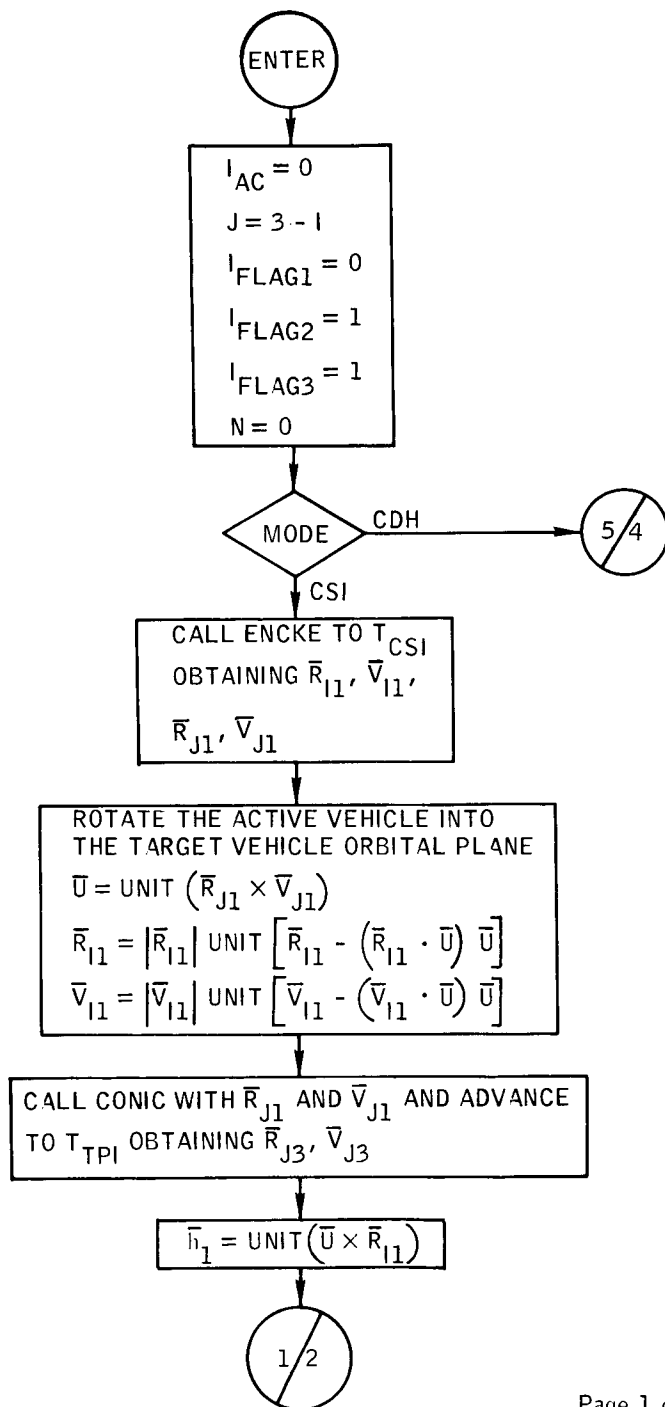 ENTER
I_AC = 0
J = 3 - I
I_FLAG1 = 0
I_FLAG2 = 1
I_FLAG3 = 1
N = 0
MODE
CDH
5/4
CSI
CALL ENCKE TO T_CSI
OBTAINING R̅_I1, V̅_I1,
R̅_J1, V̅_J1
ROTATE THE ACTIVE VEHICLE INTO
THE TARGET VEHICLE ORBITAL PLANE
U̅ = UNIT (R̅_J1 × V̅_J1)
R̅_I1 = |R̅_I1| UNIT [R̅_I1 - (R̅_I1 · U̅) U̅]
V̅_I1 = |V̅_I1| UNIT [V̅_I1 - (V̅_I1 · U̅) U̅]
CALL CONIC WITH R̅_J1 AND V̅_J1 AND ADVANCE
TO T_TPI OBTAINING R̅_J3, V̅_J3
h̅_1 = UNIT(U̅ × R̅_I1)
1/2
Page 1